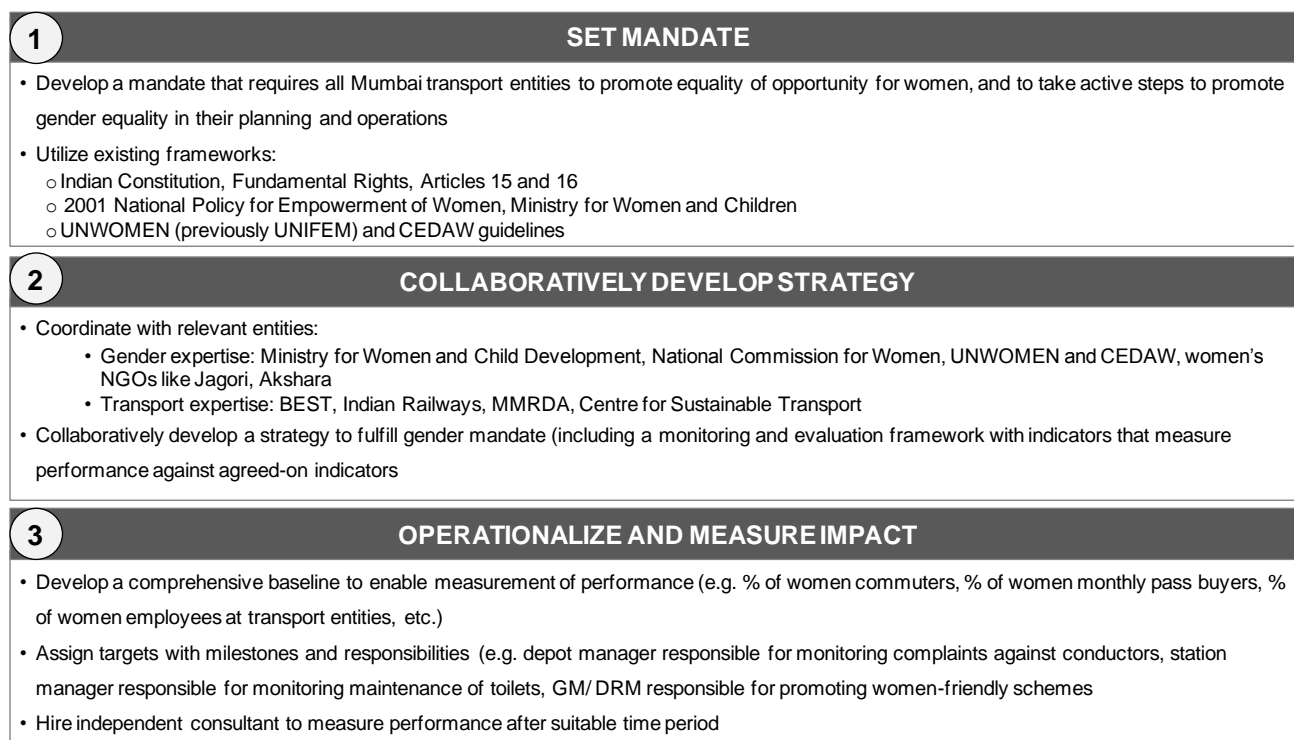 1
SET MANDATE
• Develop a mandate that requires all Mumbai transport entities to promote equality of opportunity for women, and to take active steps to promote
gender equality in their planning and operations
• Utilize existing frameworks:
o Indian Constitution, Fundamental Rights, Articles 15 and 16
o 2001 National Policy for Empowerment of Women, Ministry for Women and Children
o UNWOMEN (previously UNIFEM) and CEDAW guidelines
2
COLLABORATIVELY DEVELOP STRATEGY
• Coordinate with relevant entities:
• Gender expertise: Ministry for Women and Child Development, National Commission for Women, UNWOMEN and CEDAW, women's
NGOs like Jagori, Akshara
• Transport expertise: BEST, Indian Railways, MMRDA, Centre for Sustainable Transport
• Collaboratively develop a strategy to fulfill gender mandate (including a monitoring and evaluation framework with indicators that measure
performance against agreed-on indicators
3
OPERATIONALIZE AND MEASURE IMPACT
• Develop a comprehensive baseline to enable measurement of performance (e.g. % of women commuters, % of women monthly pass buyers, %
of women employees at transport entities, etc.)
• Assign targets with milestones and responsibilities (e.g. depot manager responsible for monitoring complaints against conductors, station
manager responsible for monitoring maintenance of toilets, GM/ DRM responsible for promoting women-friendly schemes
• Hire independent consultant to measure performance after suitable time period